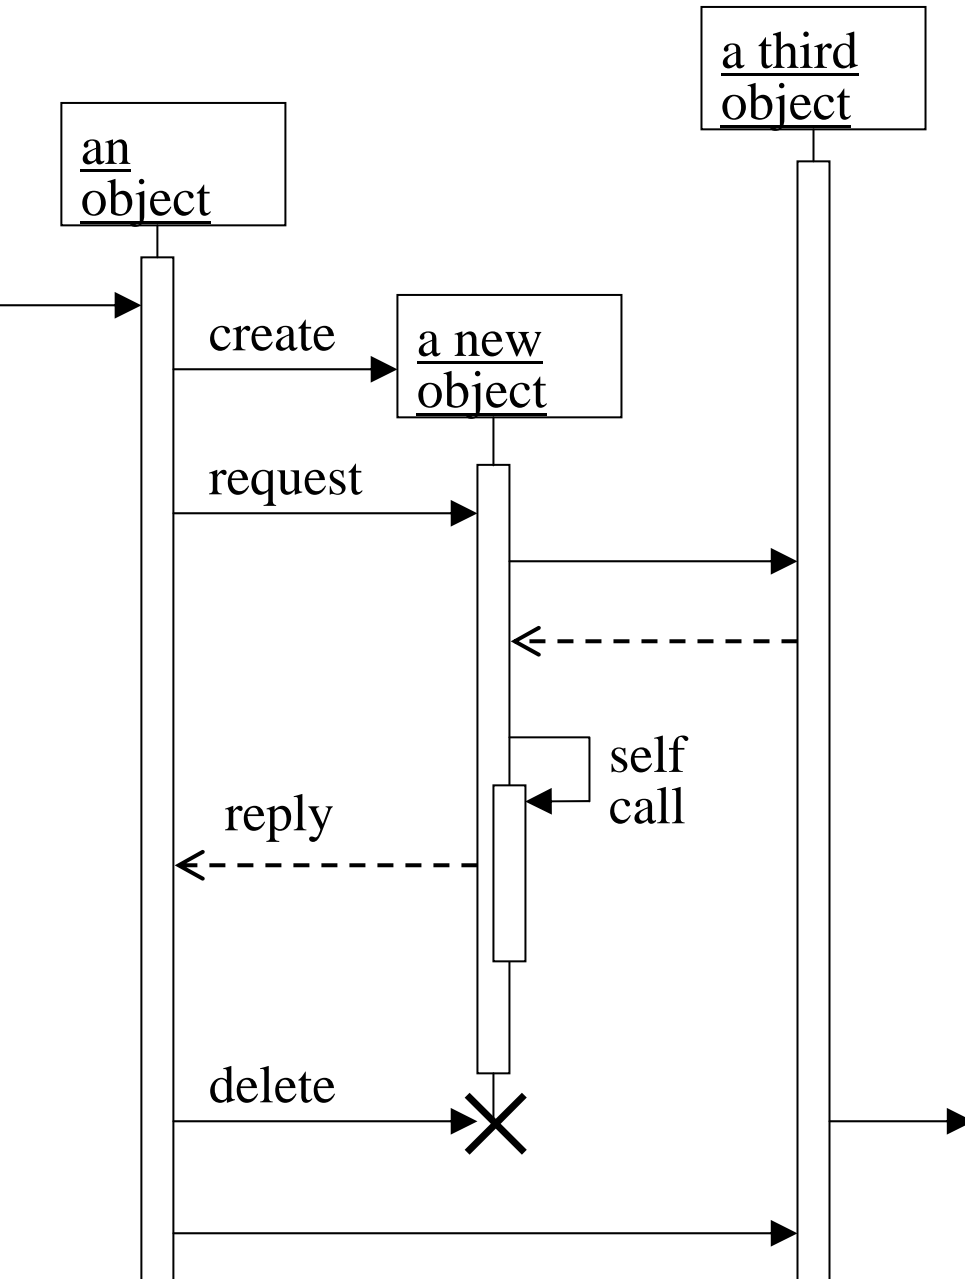 a third
object
an
object
create
a new
object
request
self
call
reply
delete